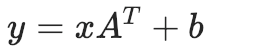 y = xA^T + b